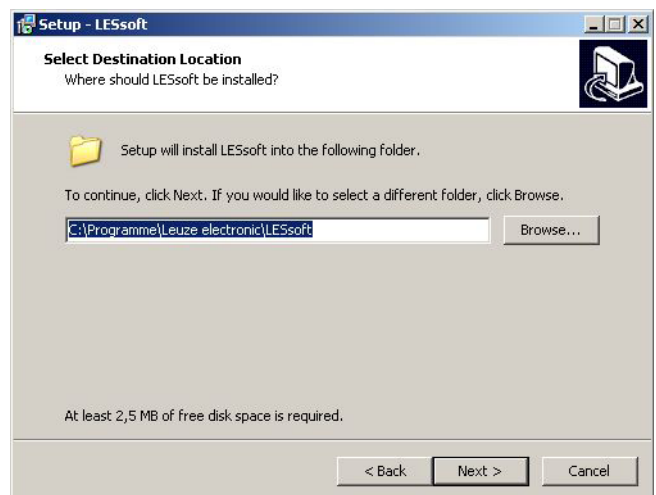 Setup - LESsoft
Select Destination Location
Where should LESsoft be installed?
Setup will install LESsoft into the following folder.
To continue, click Next. If you would like to select a different folder, click Browse.
C:\Programme\Leuze electronic\LESsoft
Browse...
At least 2,5 MB of free disk space is required.
< Back
Next >
Cancel